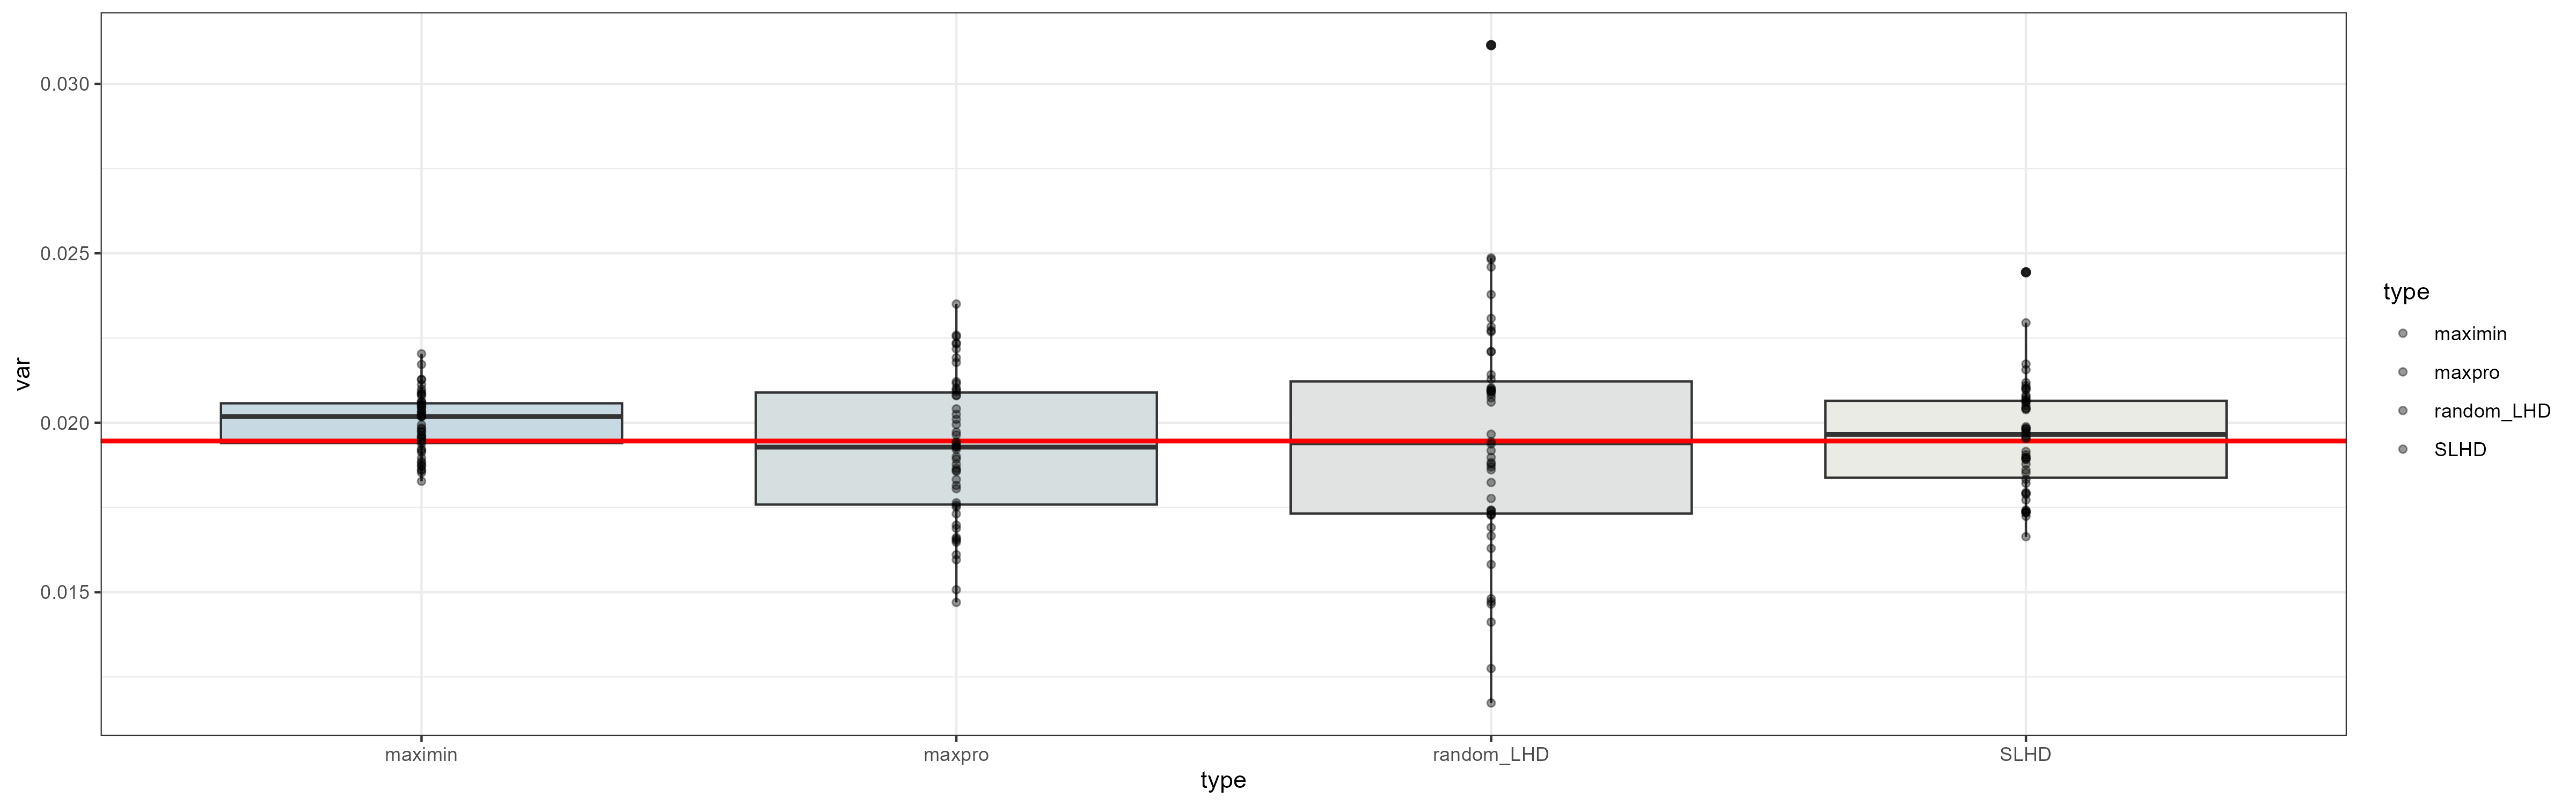 var
0.030
0.025
0.020
0.015
maximin
maxpro
random_LHD
SLHD
type
type
maximin
maxpro
random_LHD
SLHD